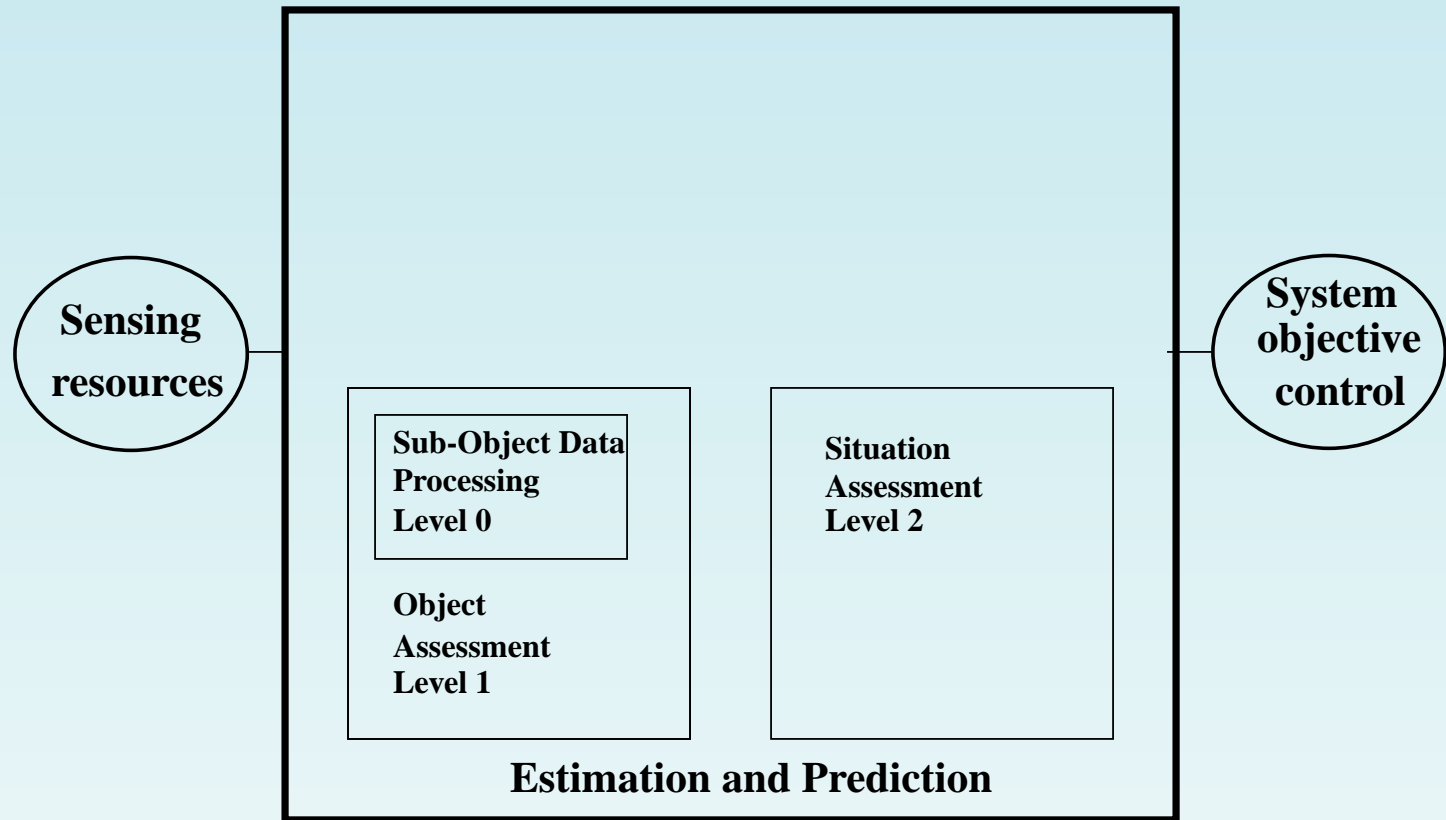 Sensing
resources
Sub-Object Data
Processing
Level 0
Object
Assessment
Level 1
Situation
Assessment
Level 2
Estimation and Prediction
System
objective
control